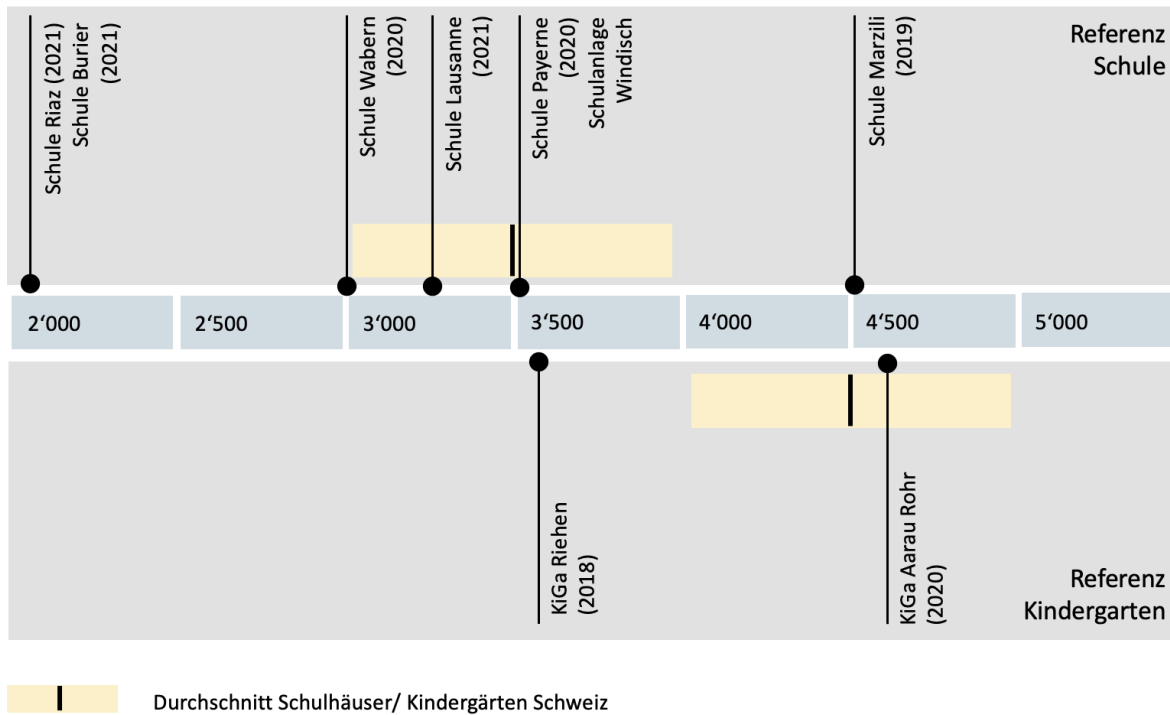 Schule Riaz (2021)
Schule Burier
(2021)
Schule Wabern
(2020)
Schule Lausanne
(2021)
Schule Payerne
(2020)
Schulanlage
Windisch
Schule Marzili
(2019)
Referenz
Schule
2‘000
2‘500
3‘000
3‘500
4‘000
4‘500
5‘000
KiGa Riehen
(2018)
KiGa Aarau Rohr
(2020)
Referenz
Kindergarten
Durchschnitt Schulhäuser/ Kindergärten Schweiz